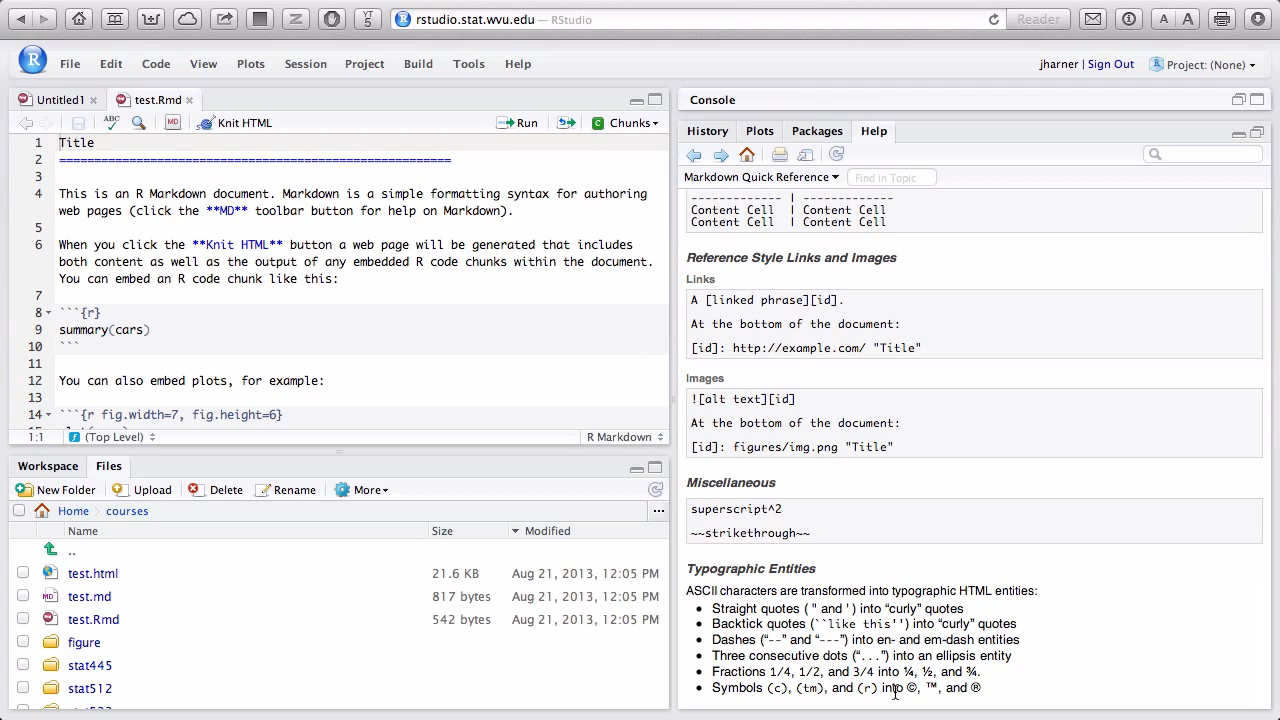 YT
5
R rstudio.stat.wvu.edu — RStudio
Reader
A A
R File Edit Code View Plots Session Project Build Tools Help
jharner | Sign Out
R Project: (None)
Untitled1
test.Rmd
ABC
MD
Knit HTML
Run
C Chunks
1 Title
2 ========================================================
3
4 This is an R Markdown document. Markdown is a simple formatting syntax for authoring
web pages (click the **MD** toolbar button for help on Markdown).
5
6 When you click the **Knit HTML** button a web page will be generated that includes
both content as well as the output of any embedded R code chunks within the document.
You can embed an R code chunk like this:
7
8 ```{r}
9 summary(cars)
10 ```
11
12 You can also embed plots, for example:
13
14 ```{r fig.width=7, fig.height=6}
1:1 (Top Level) R Markdown
Workspace Files
New Folder Upload Delete Rename More
Home courses ...
Name Size Modified
..
test.html 21.6 KB Aug 21, 2013, 12:05 PM
MD test.md 817 bytes Aug 21, 2013, 12:05 PM
test.Rmd 542 bytes Aug 21, 2013, 12:05 PM
figure
stat445
stat512
Console
History Plots Packages Help
Markdown Quick Reference Find in Topic
------------- | -------------
Content Cell | Content Cell
Content Cell | Content Cell
Reference Style Links and Images
Links
A [linked phrase][id].
At the bottom of the document:
[id]: http://example.com/ "Title"
Images
![alt text][id]
At the bottom of the document:
[id]: figures/img.png "Title"
Miscellaneous
superscript^2
~~strikethrough~~
Typographic Entities
ASCII characters are transformed into typographic HTML entities:
• Straight quotes ( " and ' ) into “curly” quotes
• Backtick quotes (``like this'') into “curly” quotes
• Dashes (“--” and “---”) into en- and em-dash entities
• Three consecutive dots (“...”) into an ellipsis entity
• Fractions 1/4, 1/2, and 3/4 into ¼, ½, and ¾.
• Symbols (c), (tm), and (r) into ©, ™, and ®